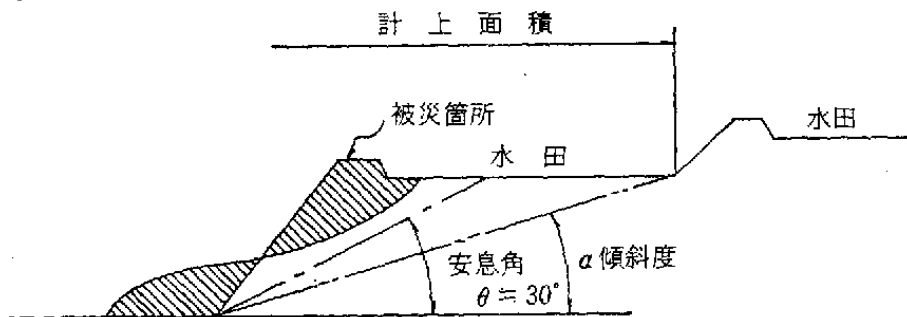 計上面積
被災箇所
水田
水田
安息角
θ≒30°
α傾斜度